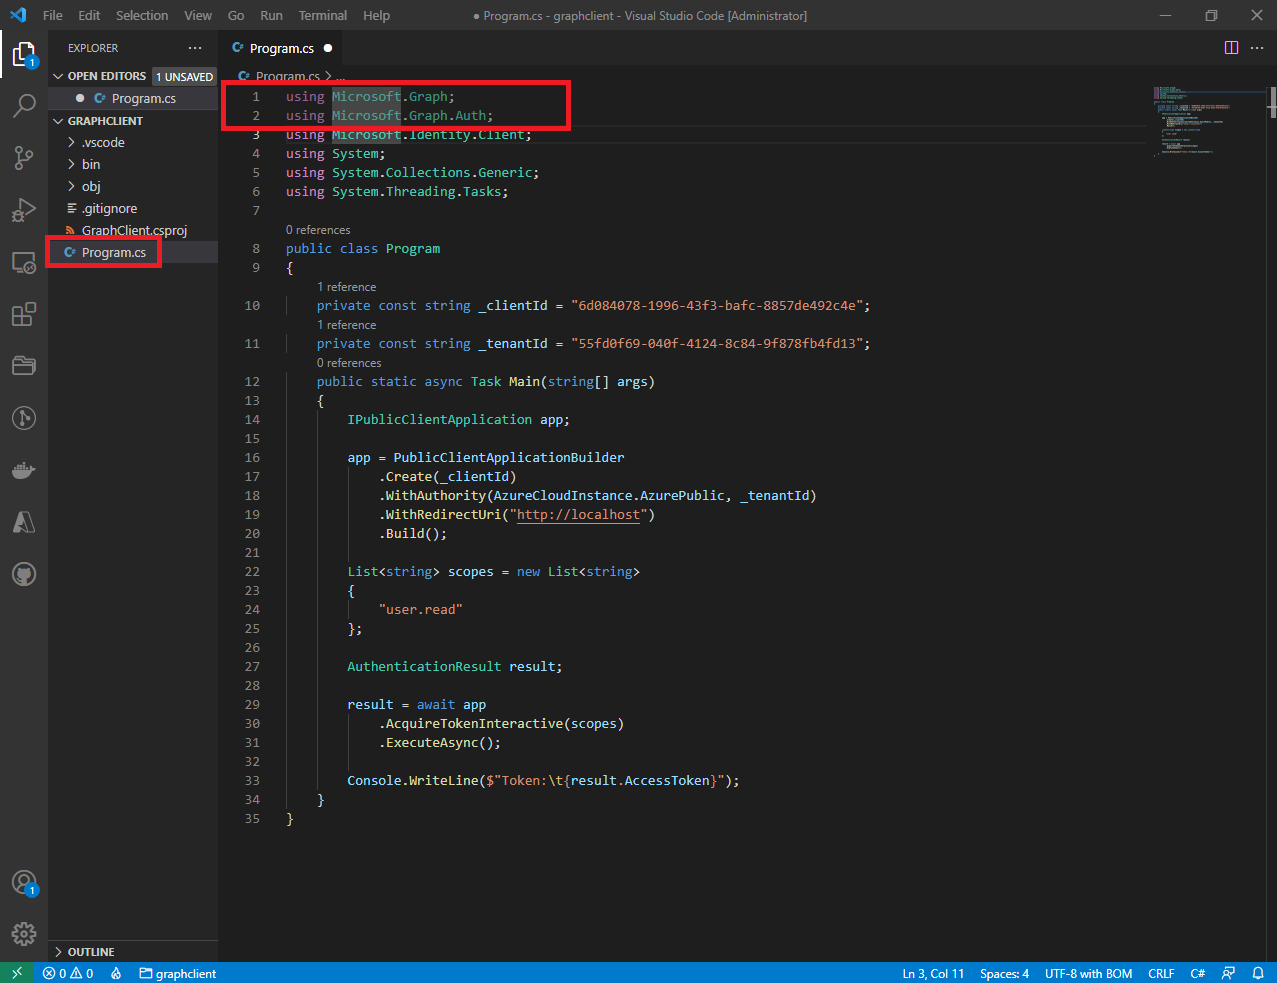 File Edit Selection View Go Run Terminal Help
● Program.cs - graphclient - Visual Studio Code [Administrator]
EXPLORER
OPEN EDITORS 1 UNSAVED
C# Program.cs
GRAPHCLIENT
.vscode
bin
obj
.gitignore
GraphClient.csproj
C# Program.cs
OUTLINE
1
1
C# Program.cs ●
C# Program.cs > ...
1 using Microsoft.Graph;
2 using Microsoft.Graph.Auth;
3 using Microsoft.Identity.Client;
4 using System;
5 using System.Collections.Generic;
6 using System.Threading.Tasks;
7
0 references
8 public class Program
9 {
1 reference
10 private const string _clientId = "6d084078-1996-43f3-bafc-8857de492c4e";
1 reference
11 private const string _tenantId = "55fd0f69-040f-4124-8c84-9f878fb4fd13";
0 references
12 public static async Task Main(string[] args)
13 {
14 IPublicClientApplication app;
15
16 app = PublicClientApplicationBuilder
17 .Create(_clientId)
18 .WithAuthority(AzureCloudInstance.AzurePublic, _tenantId)
19 .WithRedirectUri("http://localhost")
20 .Build();
21
22 List<string> scopes = new List<string>
23 {
24 "user.read"
25 };
26
27 AuthenticationResult result;
28
29 result = await app
30 .AcquireTokenInteractive(scopes)
31 .ExecuteAsync();
32
33 Console.WriteLine($"Token:\t{result.AccessToken}");
34 }
35 }
0 0 graphclient Ln 3, Col 11 Spaces: 4 UTF-8 with BOM CRLF C#